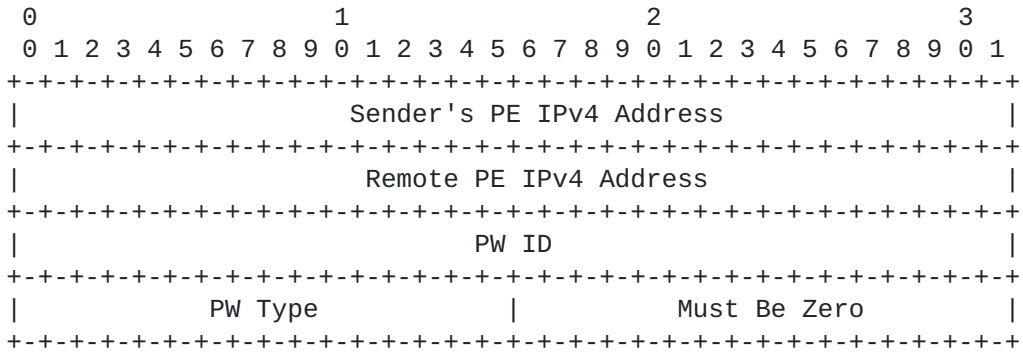 0                   1                   2                   3
 0 1 2 3 4 5 6 7 8 9 0 1 2 3 4 5 6 7 8 9 0 1 2 3 4 5 6 7 8 9 0 1
+-+-+-+-+-+-+-+-+-+-+-+-+-+-+-+-+-+-+-+-+-+-+-+-+-+-+-+-+-+-+-+-+
|                     Sender's PE IPv4 Address                  |
+-+-+-+-+-+-+-+-+-+-+-+-+-+-+-+-+-+-+-+-+-+-+-+-+-+-+-+-+-+-+-+-+
|                      Remote PE IPv4 Address                   |
+-+-+-+-+-+-+-+-+-+-+-+-+-+-+-+-+-+-+-+-+-+-+-+-+-+-+-+-+-+-+-+-+
|                             PW ID                             |
+-+-+-+-+-+-+-+-+-+-+-+-+-+-+-+-+-+-+-+-+-+-+-+-+-+-+-+-+-+-+-+-+
|            PW Type            |          Must Be Zero         |
+-+-+-+-+-+-+-+-+-+-+-+-+-+-+-+-+-+-+-+-+-+-+-+-+-+-+-+-+-+-+-+-+